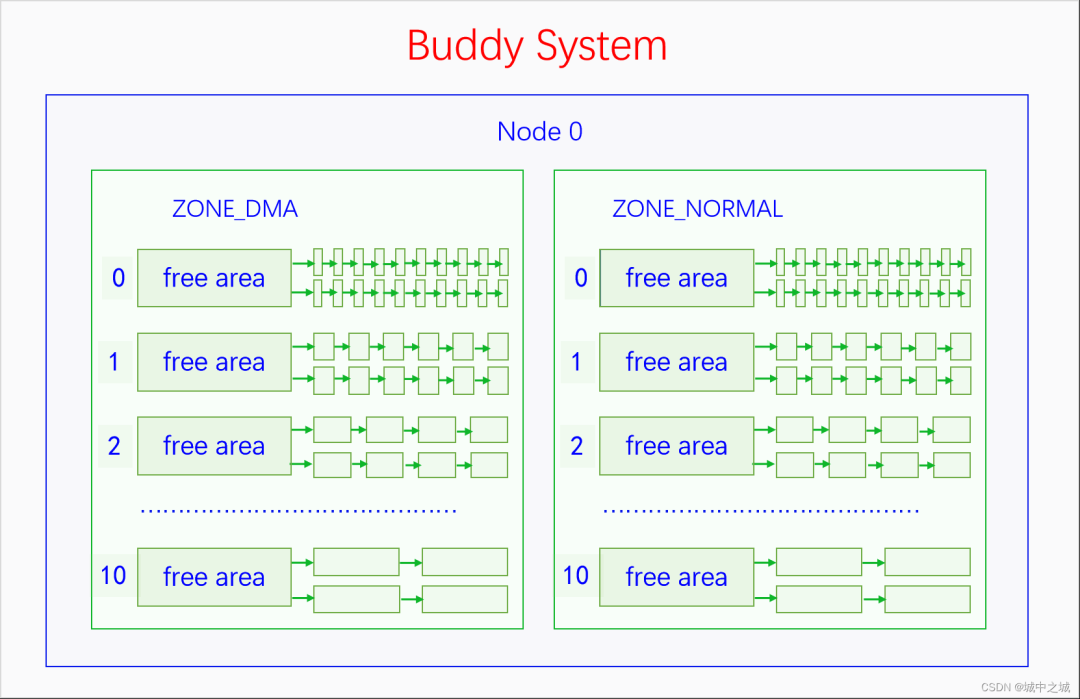 Buddy System
Node 0
ZONE_DMA
0 free area
1 free area
2 free area
10 free area
ZONE_NORMAL
0 free area
1 free area
2 free area
10 free area
CSDN @城中之城